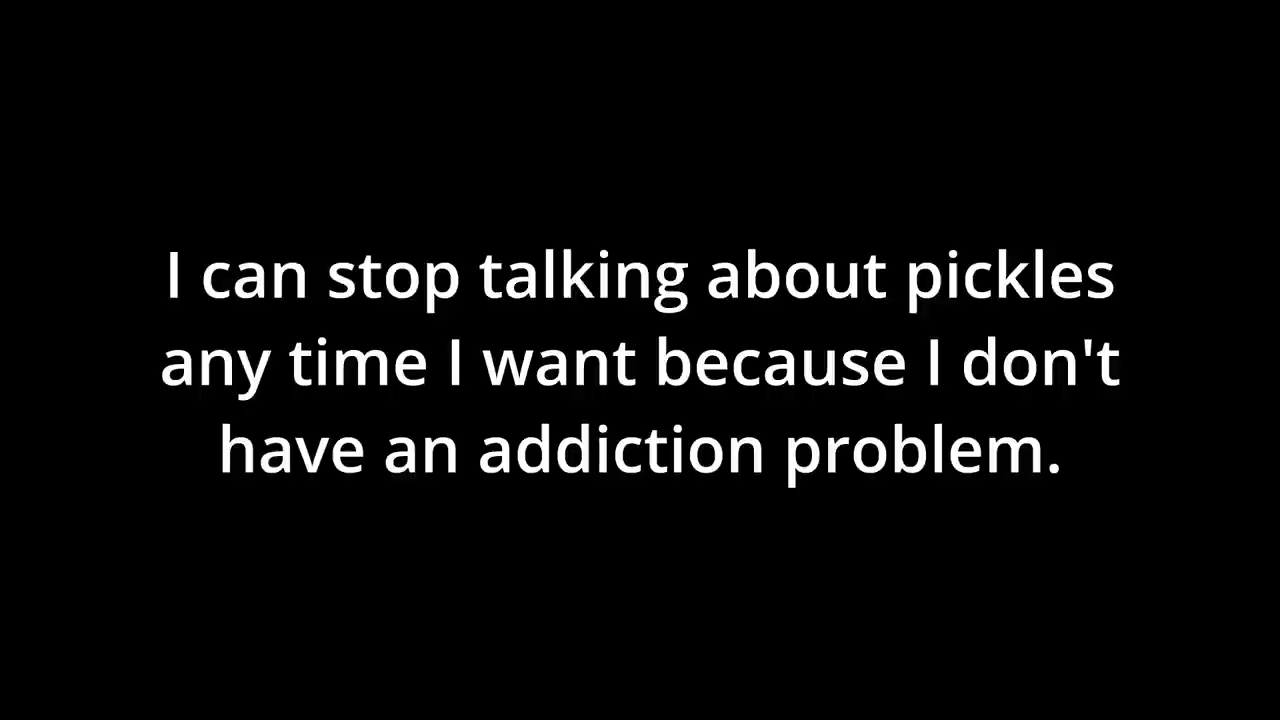 I can stop talking about pickles
any time I want because I don't
have an addiction problem.